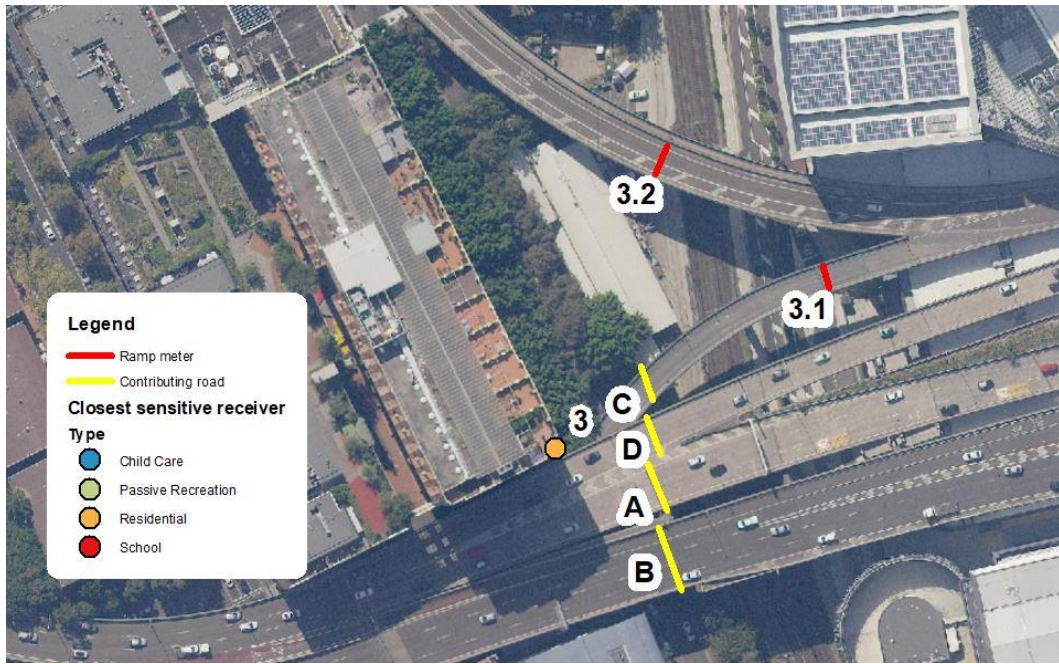 3.2
3.1
C
3
D
A
B
Legend
Ramp meter
Contributing road
Closest sensitive receiver
Type
Child Care
Passive Recreation
Residential
School